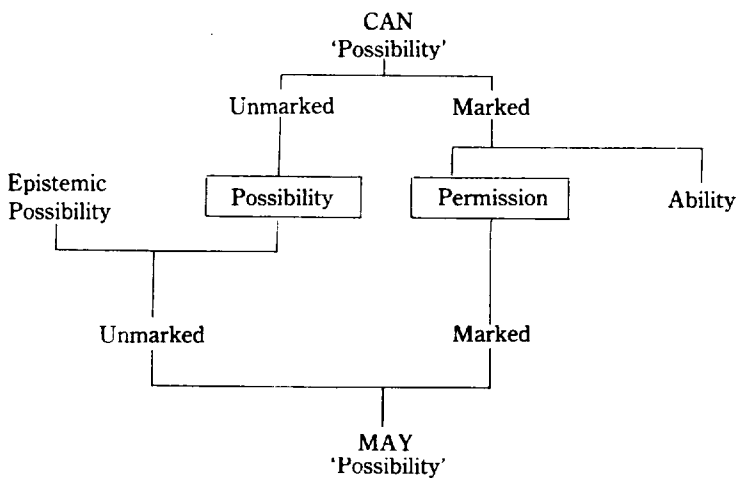 CAN
‘Possibility’
Unmarked Marked
Epistemic
Possibility
Possibility
Permission
Ability
Unmarked Marked
MAY
‘Possibility’